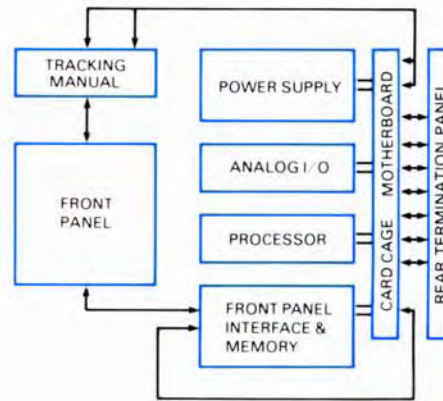 TRACKING
MANUAL
FRONT
PANEL
POWER SUPPLY
ANALOG I/O
PROCESSOR
FRONT PANEL
INTERFACE &
MEMORY
CARD CAGE MOTHERBOARD
REAR TERMINATION PANEL